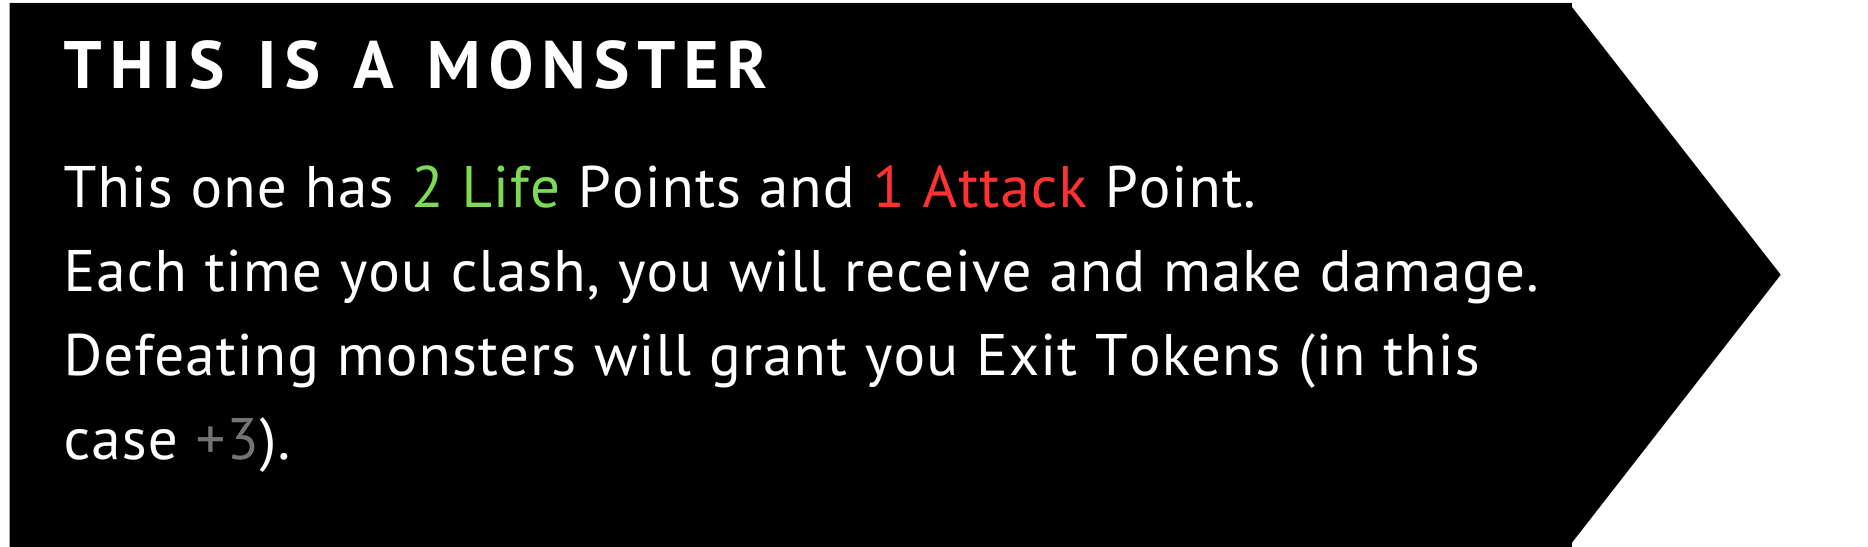 THIS IS A MONSTER
This one has 2 Life Points and 1 Attack Point.
Each time you clash, you will receive and make damage.
Defeating monsters will grant you Exit Tokens (in this
case +3).